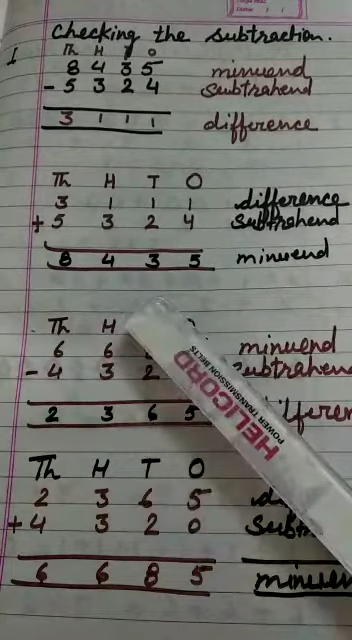 Checking the subtraction.
I
Th H T O
8 4 3 5 minuend
- 5 3 2 4 subtrahend
3 1 1 1 difference
Th H T O
3 1 1 1 difference
+ 5 3 2 4 subtrahend
8 4 3 5 minuend
Th H
6 6 minuend
- 4 3 2 subtrahend
2 3 6 5
HELICORD
POWER TRANSMISSION BELTS
Th H T O
2 3 6 5
+ 4 3 2 0
6 6 8 5